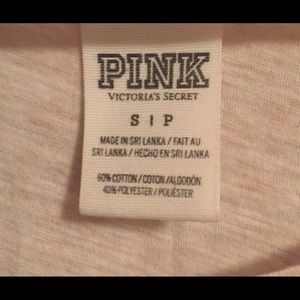 PINK
VICTORIA'S SECRET
S | P
MADE IN SRI LANKA / FAIT AU
SRI LANKA / HECHO EN SRI LANKA
60% COTTON / COTON / ALGODÓN
40% POLYESTER / POLIÉSTER